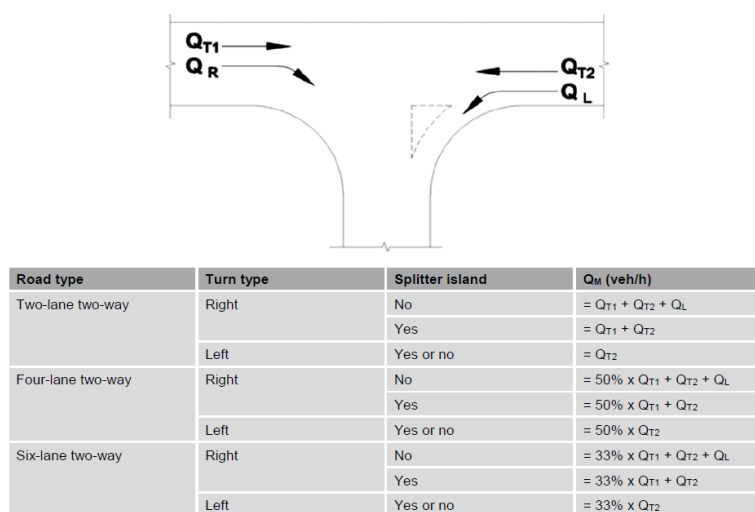 QT1
QR
QT2
QL
Road type Turn type Splitter island QM (veh/h)
Two-lane two-way Right No = QT1 + QT2 + QL
Yes = QT1 + QT2
Left Yes or no = QT2
Four-lane two-way Right No = 50% x QT1 + QT2 + QL
Yes = 50% x QT1 + QT2
Left Yes or no = 50% x QT2
Six-lane two-way Right No = 33% x QT1 + QT2 + QL
Yes = 33% x QT1 + QT2
Left Yes or no = 33% x QT2